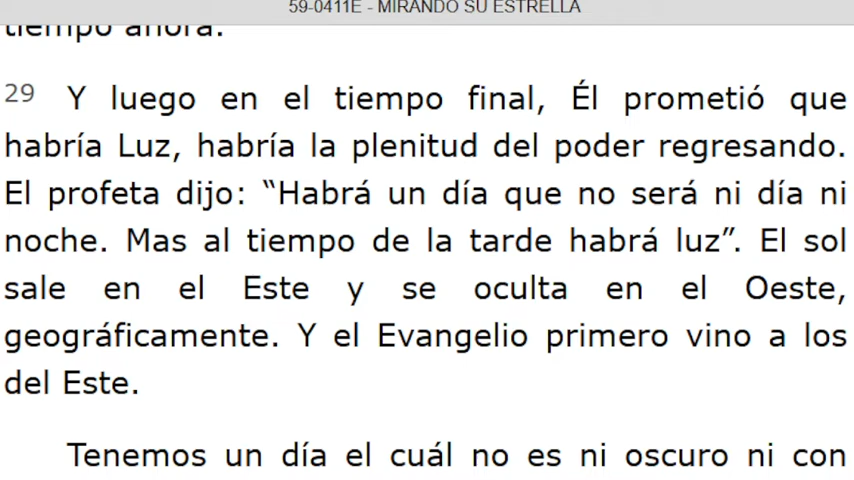 59-0411E - MIRANDO SU ESTRELLA
tiempo ahora.
29 Y luego en el tiempo final, Él prometió que
habría Luz, habría la plenitud del poder regresando.
El profeta dijo: “Habrá un día que no será ni día ni
noche. Mas al tiempo de la tarde habrá luz”. El sol
sale en el Este y se oculta en el Oeste,
geográficamente. Y el Evangelio primero vino a los
del Este.
Tenemos un día el cuál no es ni oscuro ni con